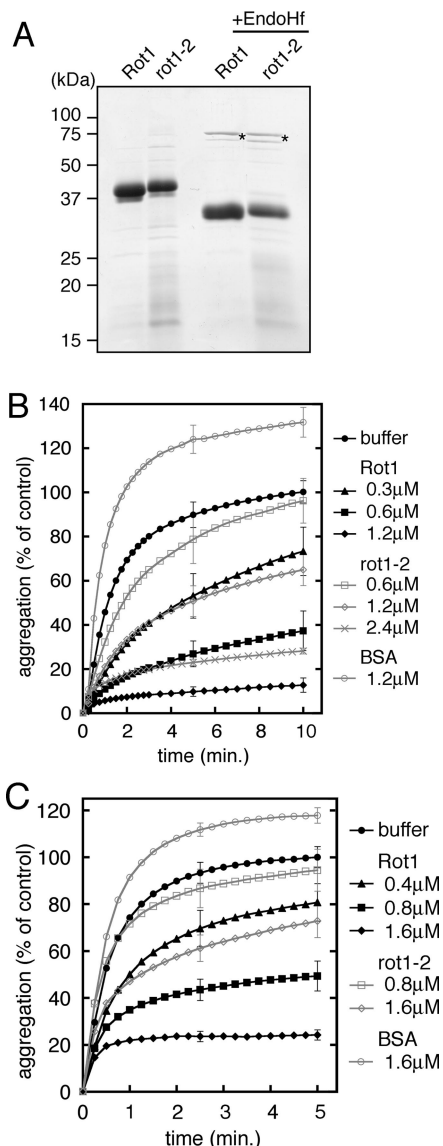 A
+EndoHf
Rot1 rot1-2 Rot1 rot1-2
(kDa)
100
75
* *
50
37
25
20
15
B
140
120
100
80
60
40
20
0
aggregation (% of control)
0 2 4 6 8 10
time (min.)
buffer
Rot1
0.3μM
0.6μM
1.2μM
rot1-2
0.6μM
1.2μM
2.4μM
BSA
1.2μM
C
120
100
80
60
40
20
0
aggregation (% of control)
0 1 2 3 4 5
time (min.)
buffer
Rot1
0.4μM
0.8μM
1.6μM
rot1-2
0.8μM
1.6μM
BSA
1.6μM